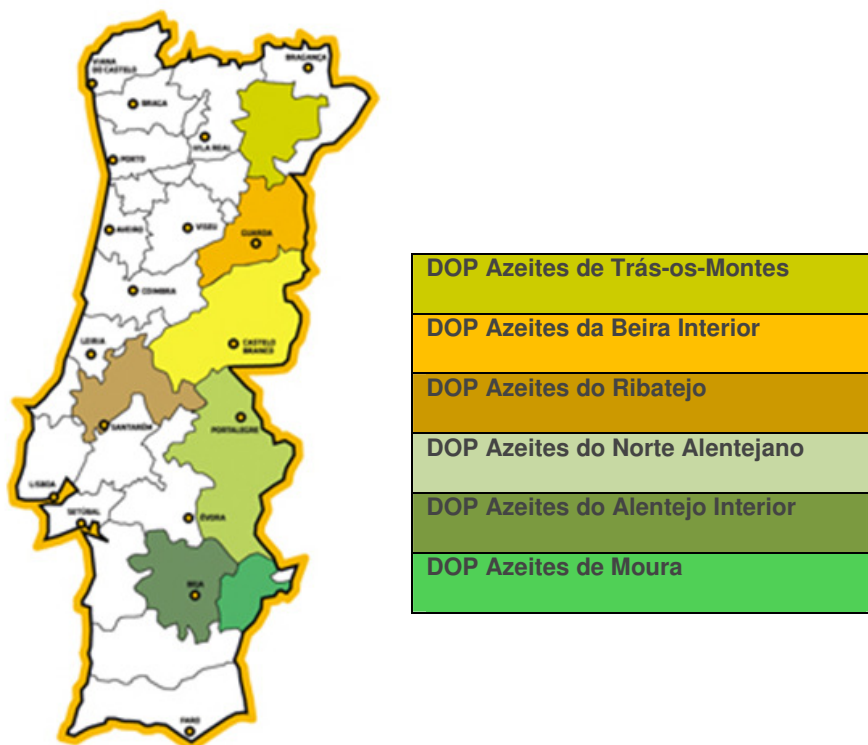 VIANA
DO CASTELO
BRAGANÇA
BRAGA
VILA REAL
PORTO
AVEIRO
VISEU
GUARDA
COIMBRA
LEIRIA
CASTELO
BRANCO
SANTARÉM
PORTALEGRE
LISBOA
SETÚBAL
ÉVORA
BEJA
FARO
DOP Azeites de Trás-os-Montes
DOP Azeites da Beira Interior
DOP Azeites do Ribatejo
DOP Azeites do Norte Alentejano
DOP Azeites do Alentejo Interior
DOP Azeites de Moura